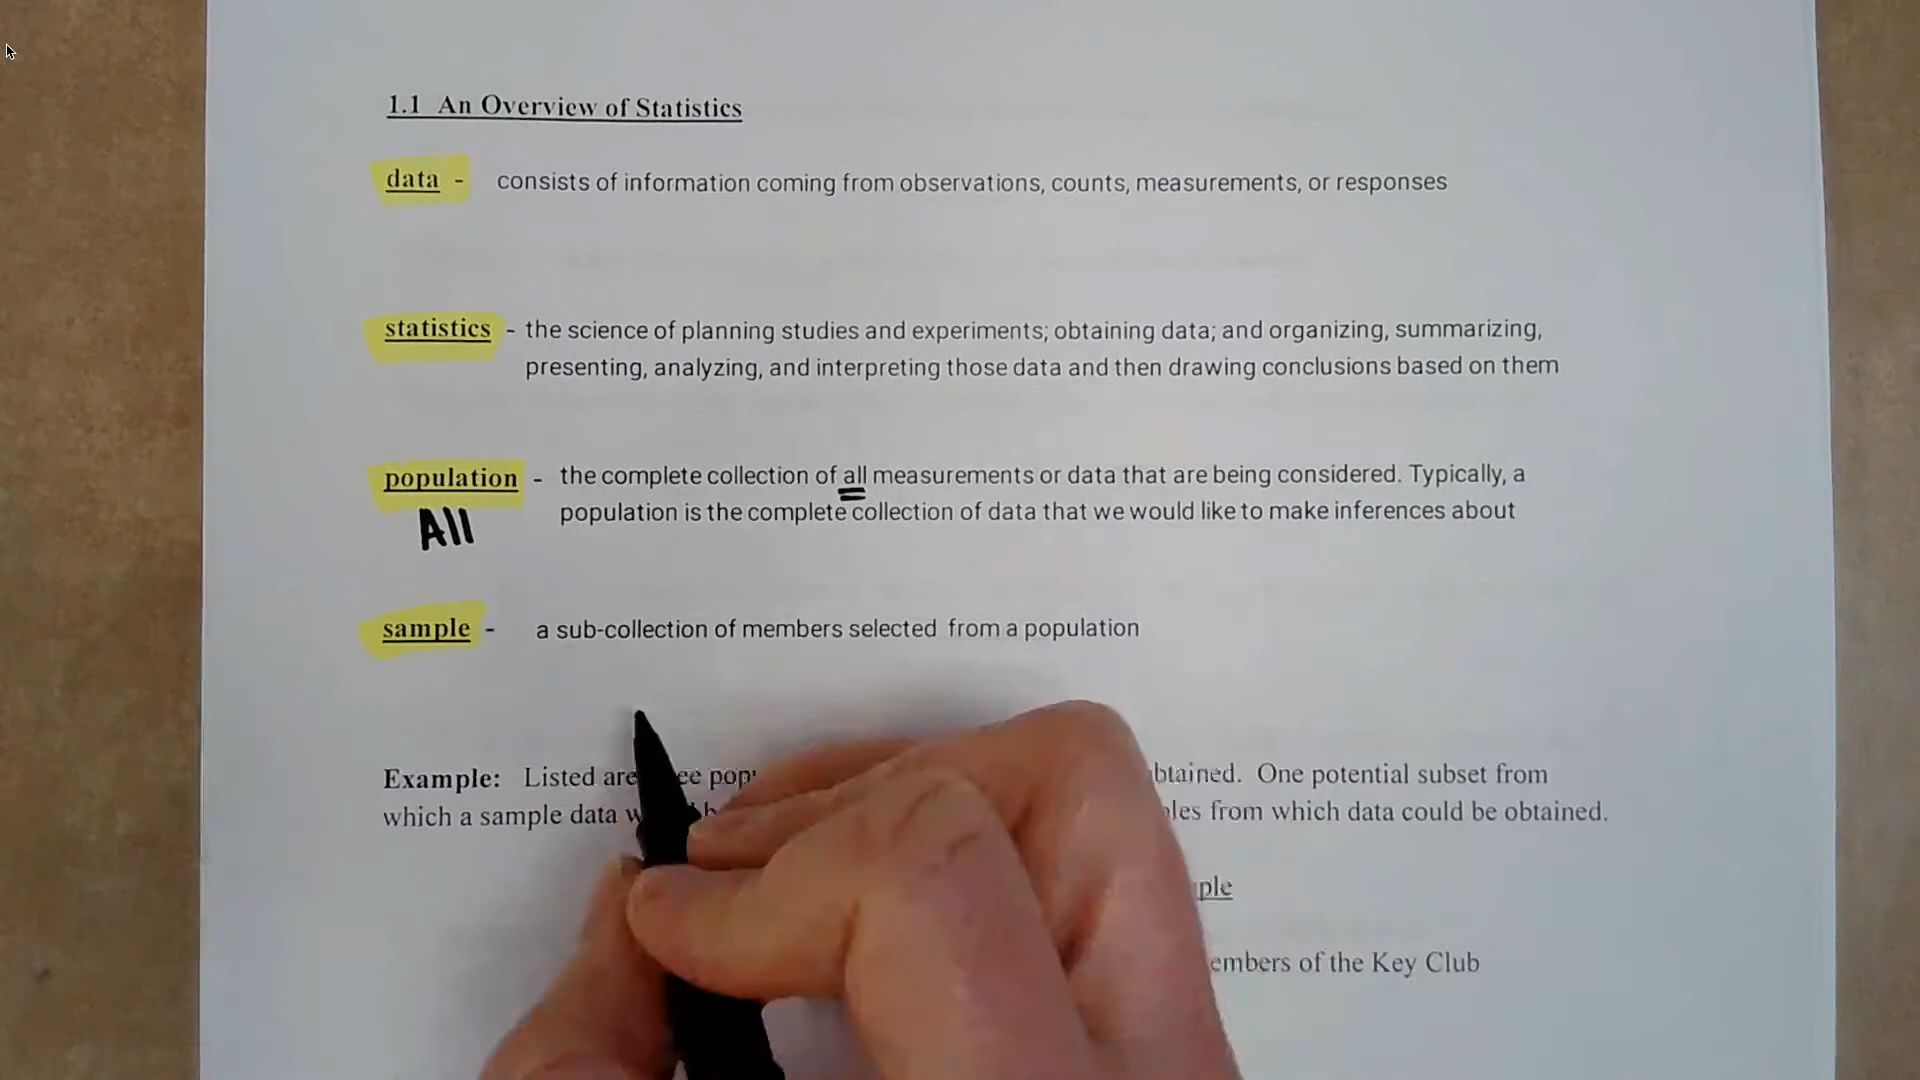 1.1 An Overview of Statistics
data - consists of information coming from observations, counts, measurements, or responses
statistics - the science of planning studies and experiments; obtaining data; and organizing, summarizing,
presenting, analyzing, and interpreting those data and then drawing conclusions based on them
population - the complete collection of all measurements or data that are being considered. Typically, a
population is the complete collection of data that we would like to make inferences about
All
sample - a sub-collection of members selected from a population
Example: Listed are btained. One potential subset from
which a sample data from which data could be obtained.
of the Key Club